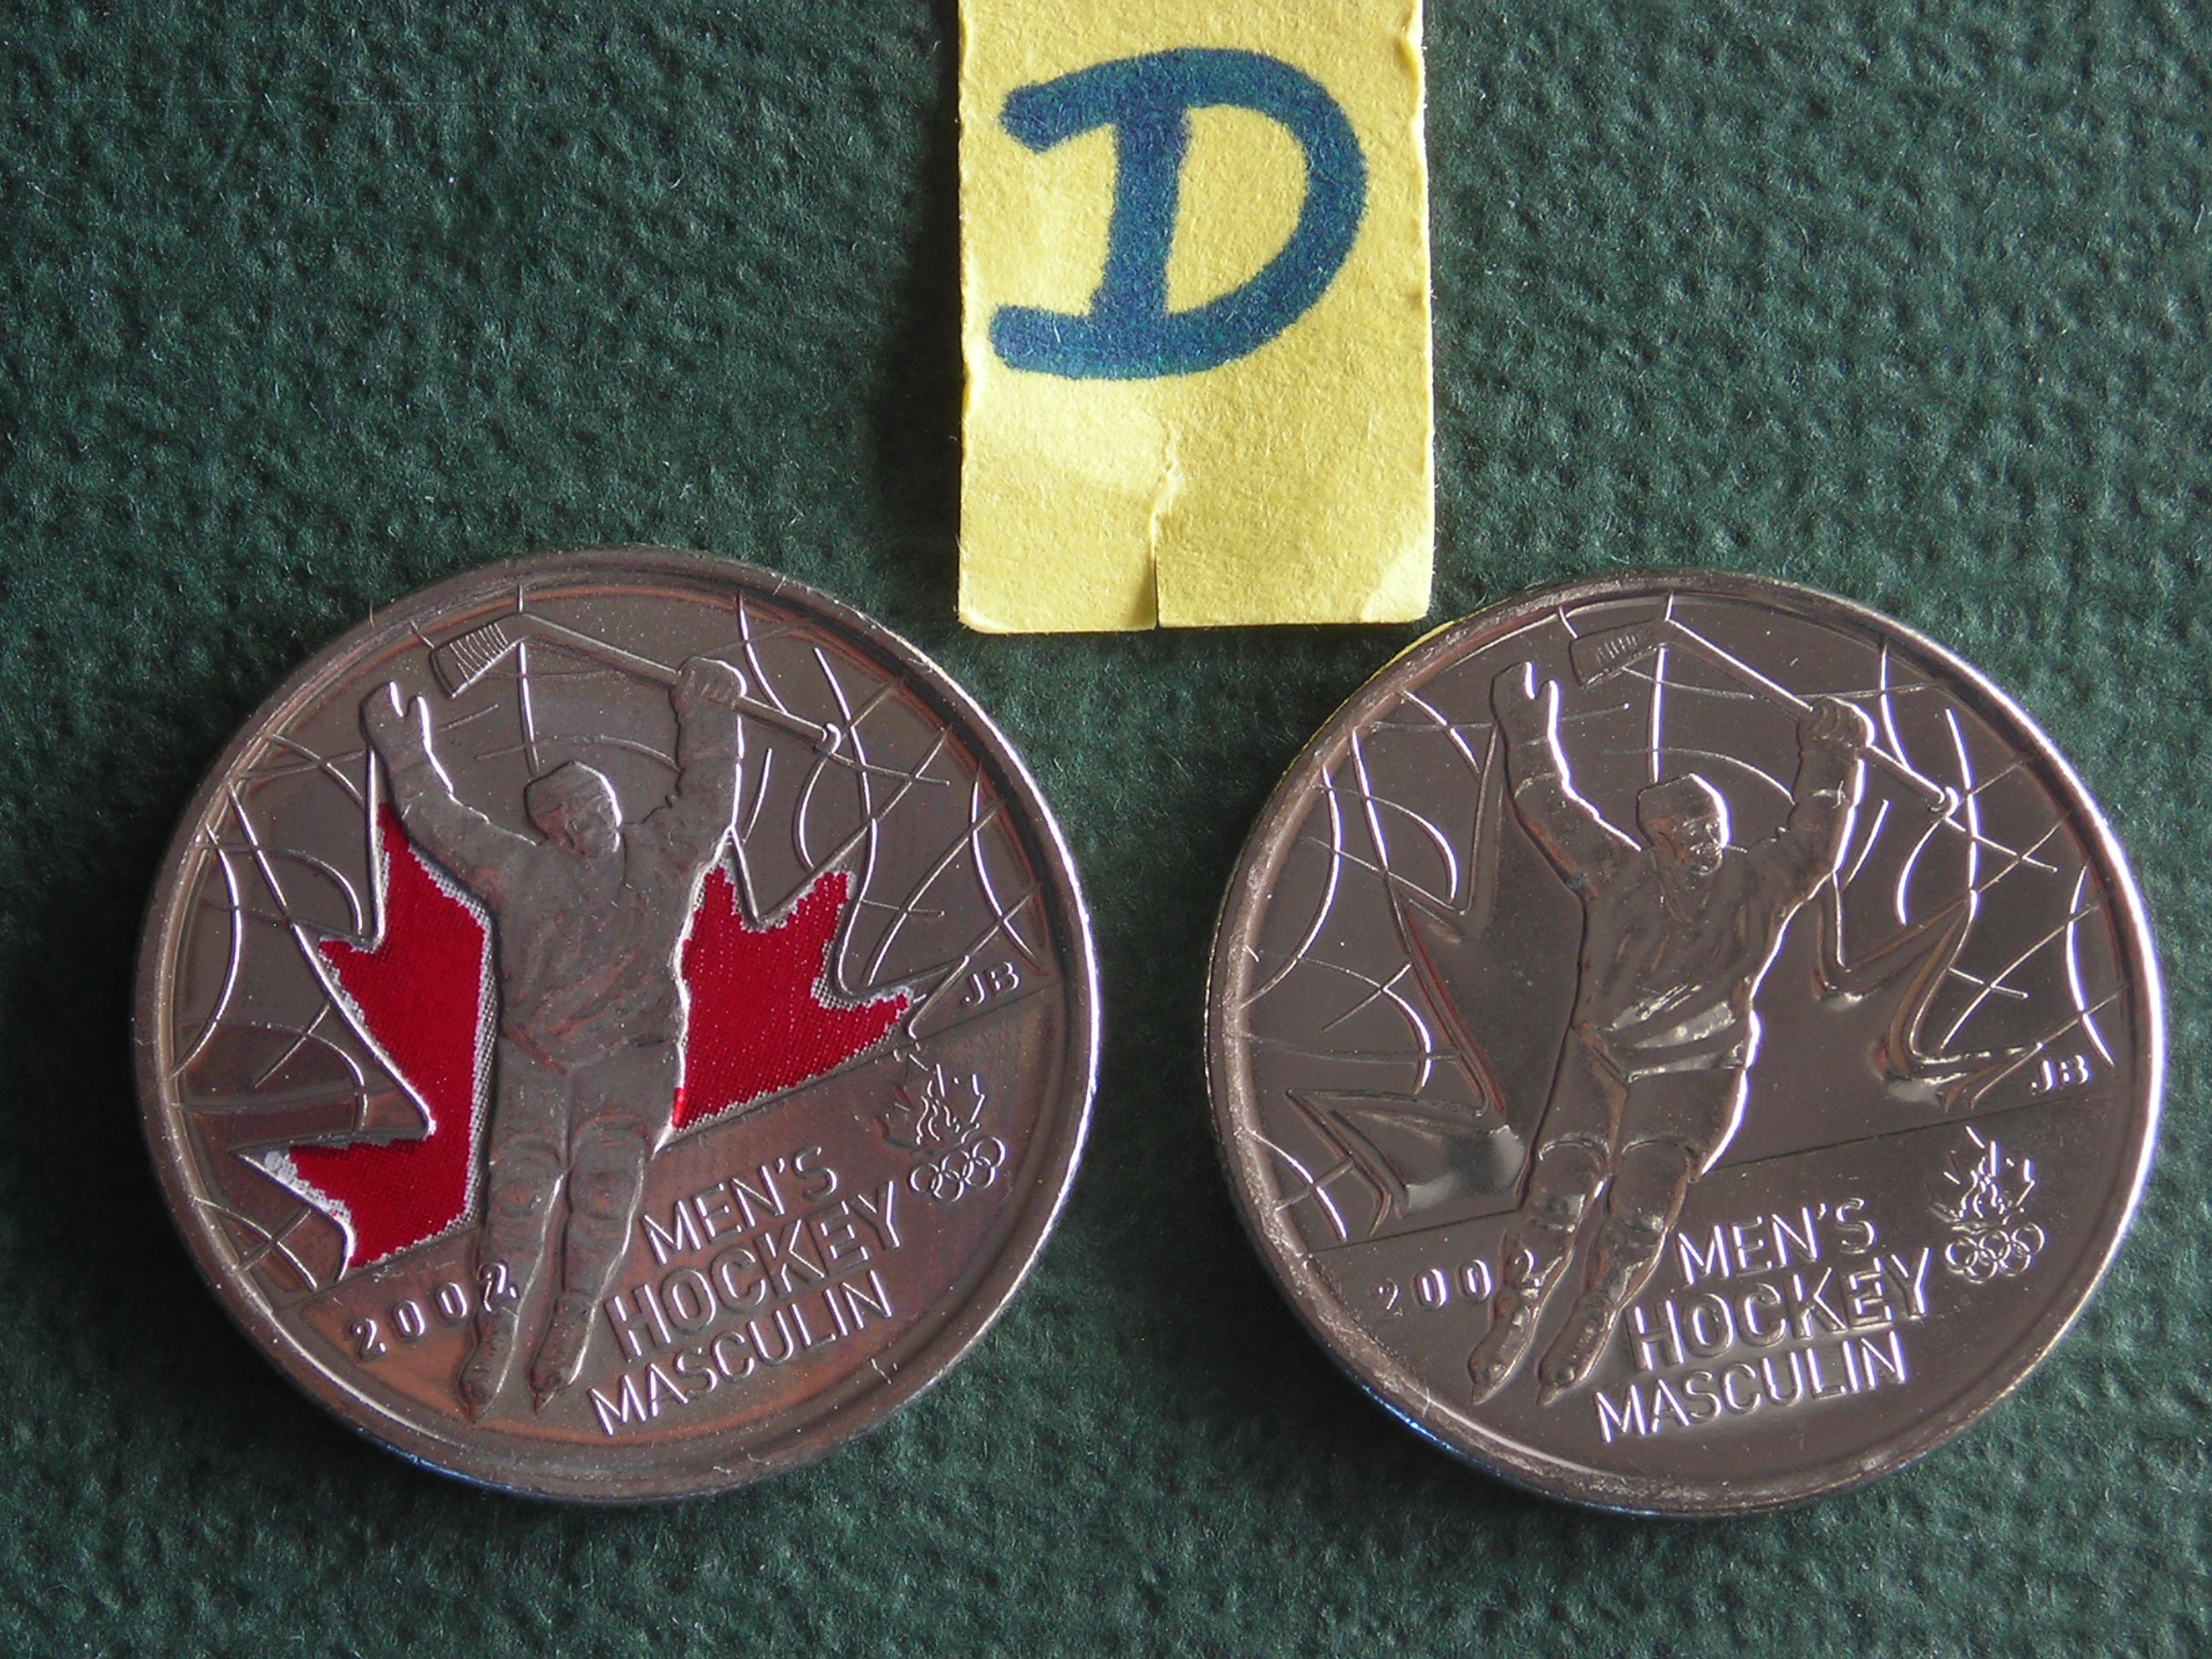 D
JB
2002
MEN'S
HOCKEY
MASCULIN
JB
2002
MEN'S
HOCKEY
MASCULIN